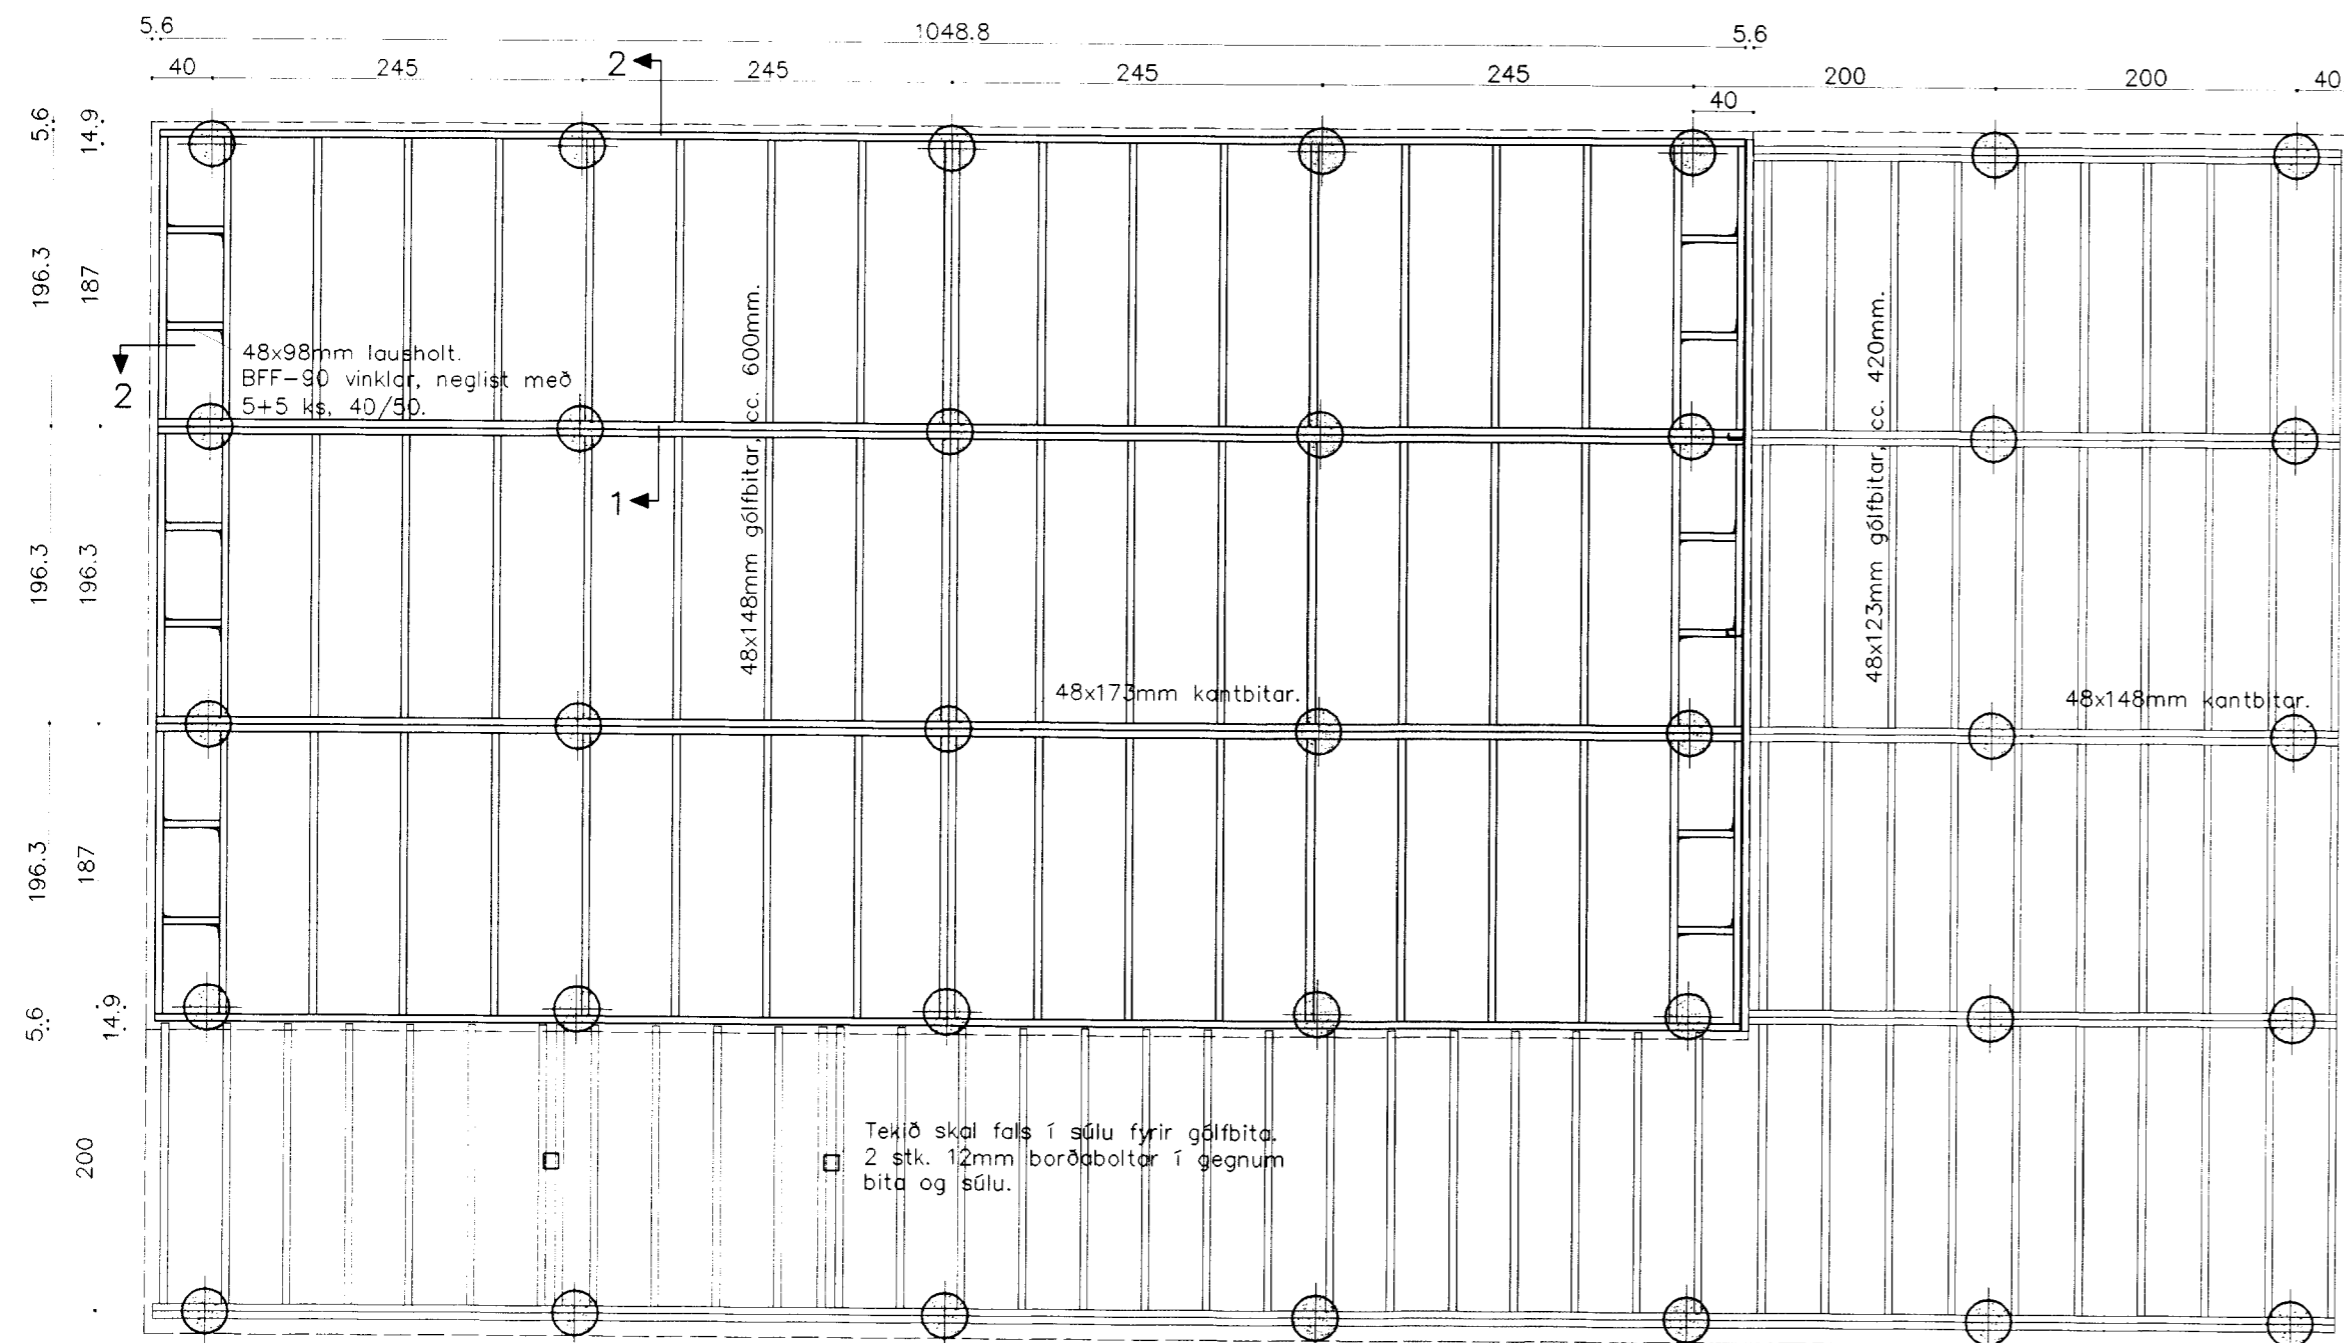 5.6
1048.8
5.6
40
245
2
245
245
245
200
200
40
40
5.6
14.9
196.3
187
48x98mm lausholt.
BFF-90 vinklar, neglist með
5+5 ks, 40/50.
2
1
48x148mm gólfbitar, cc. 600mm.
48x123mm gólfbitar, cc. 420mm.
196.3
196.3
48x173mm kantbitar.
48x148mm kantbitar.
196.3
187
5.6
14.9
200
Tekið skal fals í súlu fyrir gólfbita.
2 stk. 12mm borðaboltar í gegnum
bita og súlu.